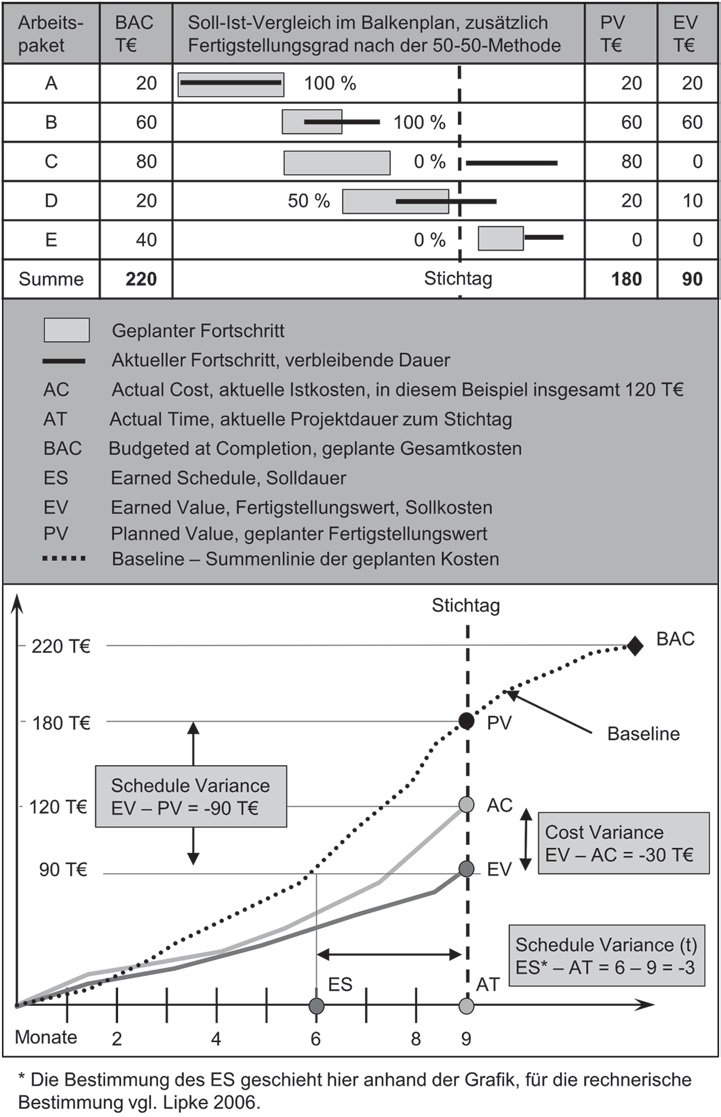 Arbeits-
paket
BAC
T€
Soll-Ist-Vergleich im Balkenplan, zusätzlich
Fertigstellungsgrad nach der 50-50-Methode
PV
T€
EV
T€
A 20 100 % 20 20
B 60 100 % 60 60
C 80 0 % 80 0
D 20 50 % 20 10
E 40 0 % 0 0
Summe 220 Stichtag 180 90
Geplanter Fortschritt
Aktueller Fortschritt, verbleibende Dauer
AC Actual Cost, aktuelle Istkosten, in diesem Beispiel insgesamt 120 T€
AT Actual Time, aktuelle Projektdauer zum Stichtag
BAC Budgeted at Completion, geplante Gesamtkosten
ES Earned Schedule, Solldauer
EV Earned Value, Fertigstellungswert, Sollkosten
PV Planned Value, geplanter Fertigstellungswert
Baseline – Summenlinie der geplanten Kosten
Stichtag
220 T€
BAC
180 T€
PV
Baseline
Schedule Variance
EV – PV = -90 T€
120 T€
AC
Cost Variance
EV – AC = -30 T€
90 T€
EV
Schedule Variance (t)
ES* – AT = 6 – 9 = -3
ES
AT
Monate 2 4 6 8 9
* Die Bestimmung des ES geschieht hier anhand der Grafik, für die rechnerische
Bestimmung vgl. Lipke 2006.